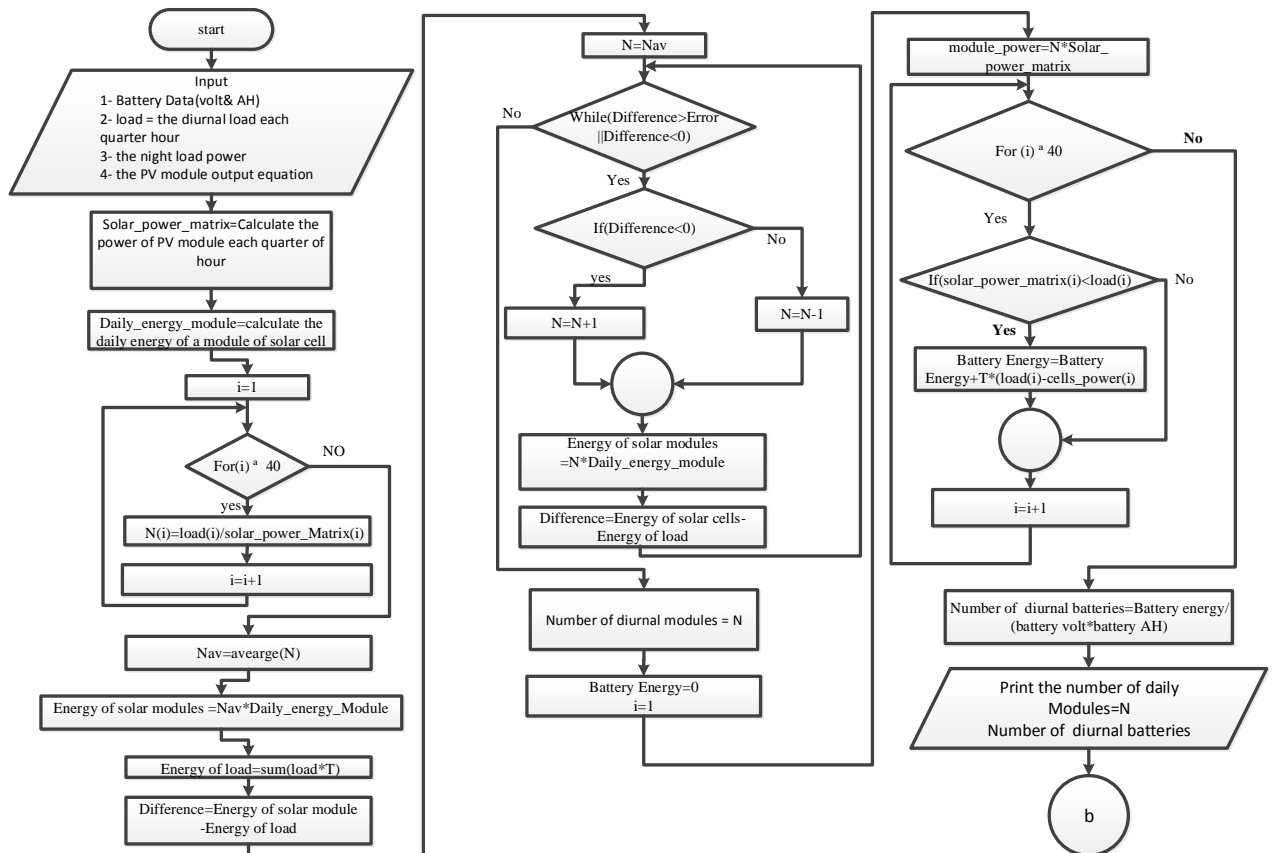 start
Input
1- Battery Data(volt& AH)
2- load = the diurnal load each
quarter hour
3- the night load power
4- the PV module output equation
Solar_power_matrix=Calculate the
power of PV module each quarter of
hour
Daily_energy_module=calculate the
daily energy of a module of solar cell
i=1
For(i) ª 40
NO
yes
N(i)=load(i)/solar_power_Matrix(i)
i=i+1
Nav=avearge(N)
Energy of solar modules =Nav*Daily_energy_Module
Energy of load=sum(load*T)
Difference=Energy of solar module
-Energy of load
N=Nav
No
While(Difference>Error
||Difference<0)
Yes
If(Difference<0)
No
yes
N=N+1
N=N-1
Energy of solar modules
=N*Daily_energy_module
Difference=Energy of solar cells-
Energy of load
Number of diurnal modules = N
Battery Energy=0
i=1
module_power=N*Solar_
power_matrix
For (i) ª 40
No
Yes
If(solar_power_matrix(i)<load(i)
No
Yes
Battery Energy=Battery
Energy+T*(load(i)-cells_power(i)
i=i+1
Number of diurnal batteries=Battery energy/
(battery volt*battery AH)
Print the number of daily
Modules=N
Number of diurnal batteries
b